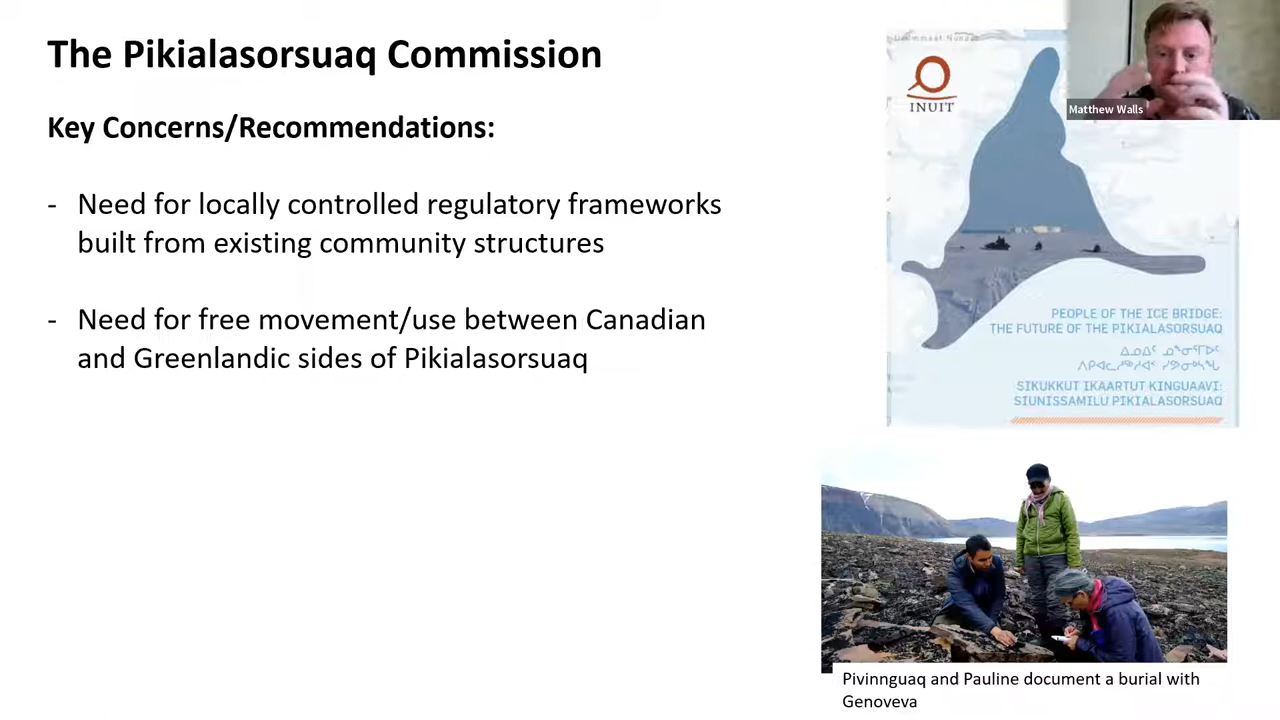 The Pikialasorsuaq Commission
Key Concerns/Recommendations:
- Need for locally controlled regulatory frameworks
built from existing community structures
- Need for free movement/use between Canadian
and Greenlandic sides of Pikialasorsuaq
INUIT
Matthew Walls
PEOPLE OF THE ICE BRIDGE:
THE FUTURE OF THE PIKIALASORSUAQ
SIKUKKUT IKAARTUT KINGUAAVI:
SIUNISSAMILU PIKIALASORSUAQ
Pivinnguaq and Pauline document a burial with
Genoveva